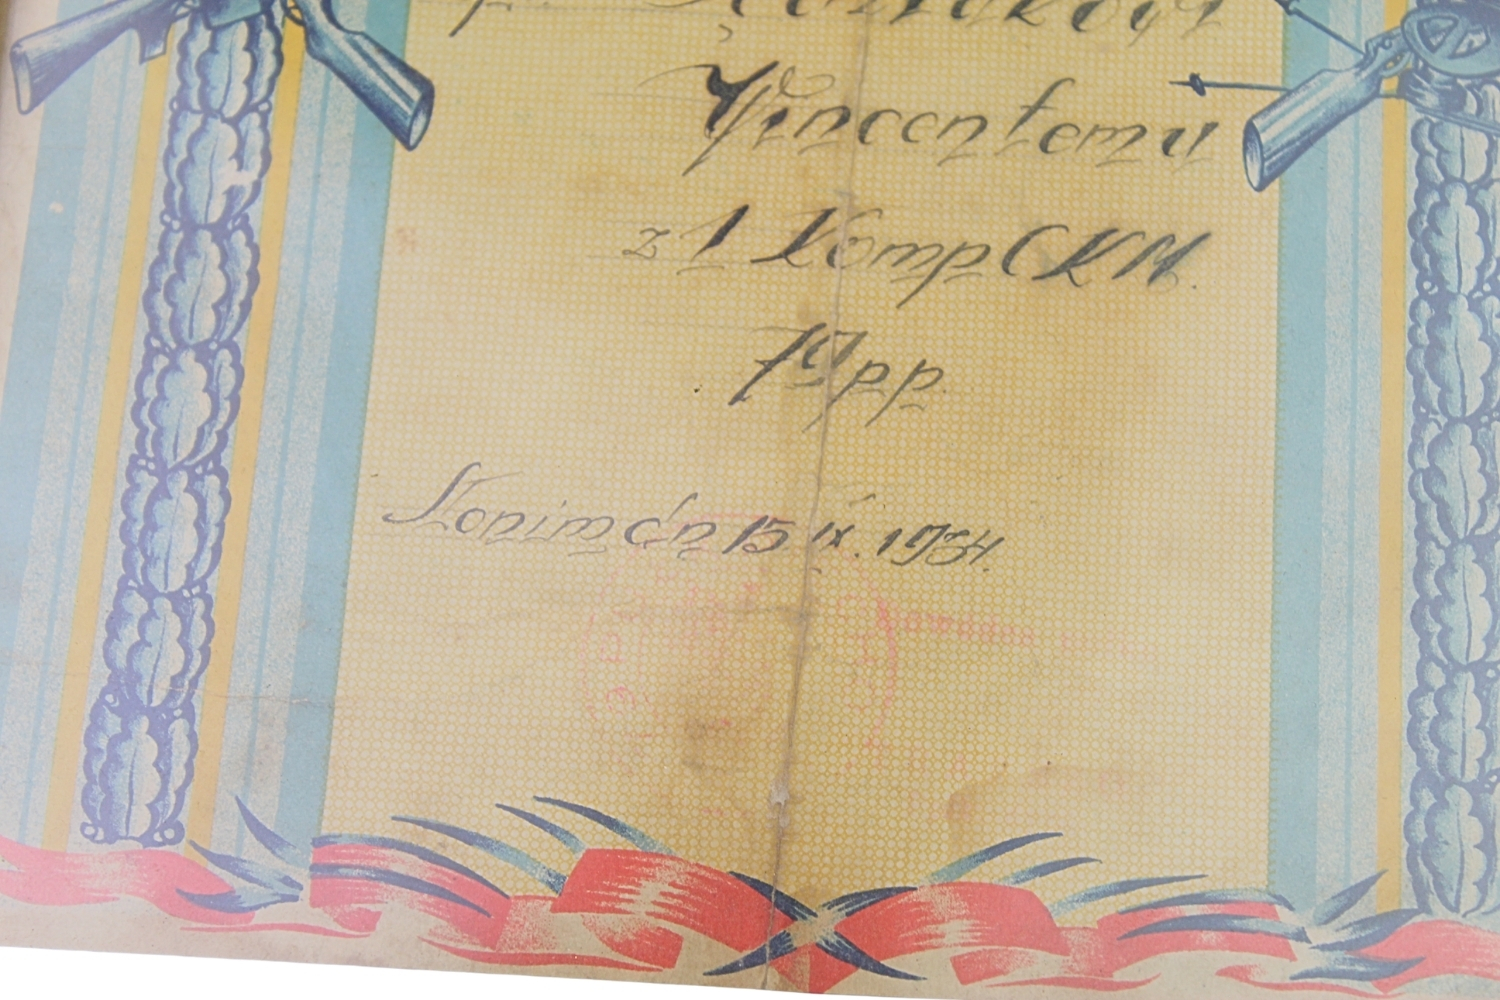 Wincentemu
z 1 Komp CKM.
79 pp.
Słonim dn 15 IX. 1934.